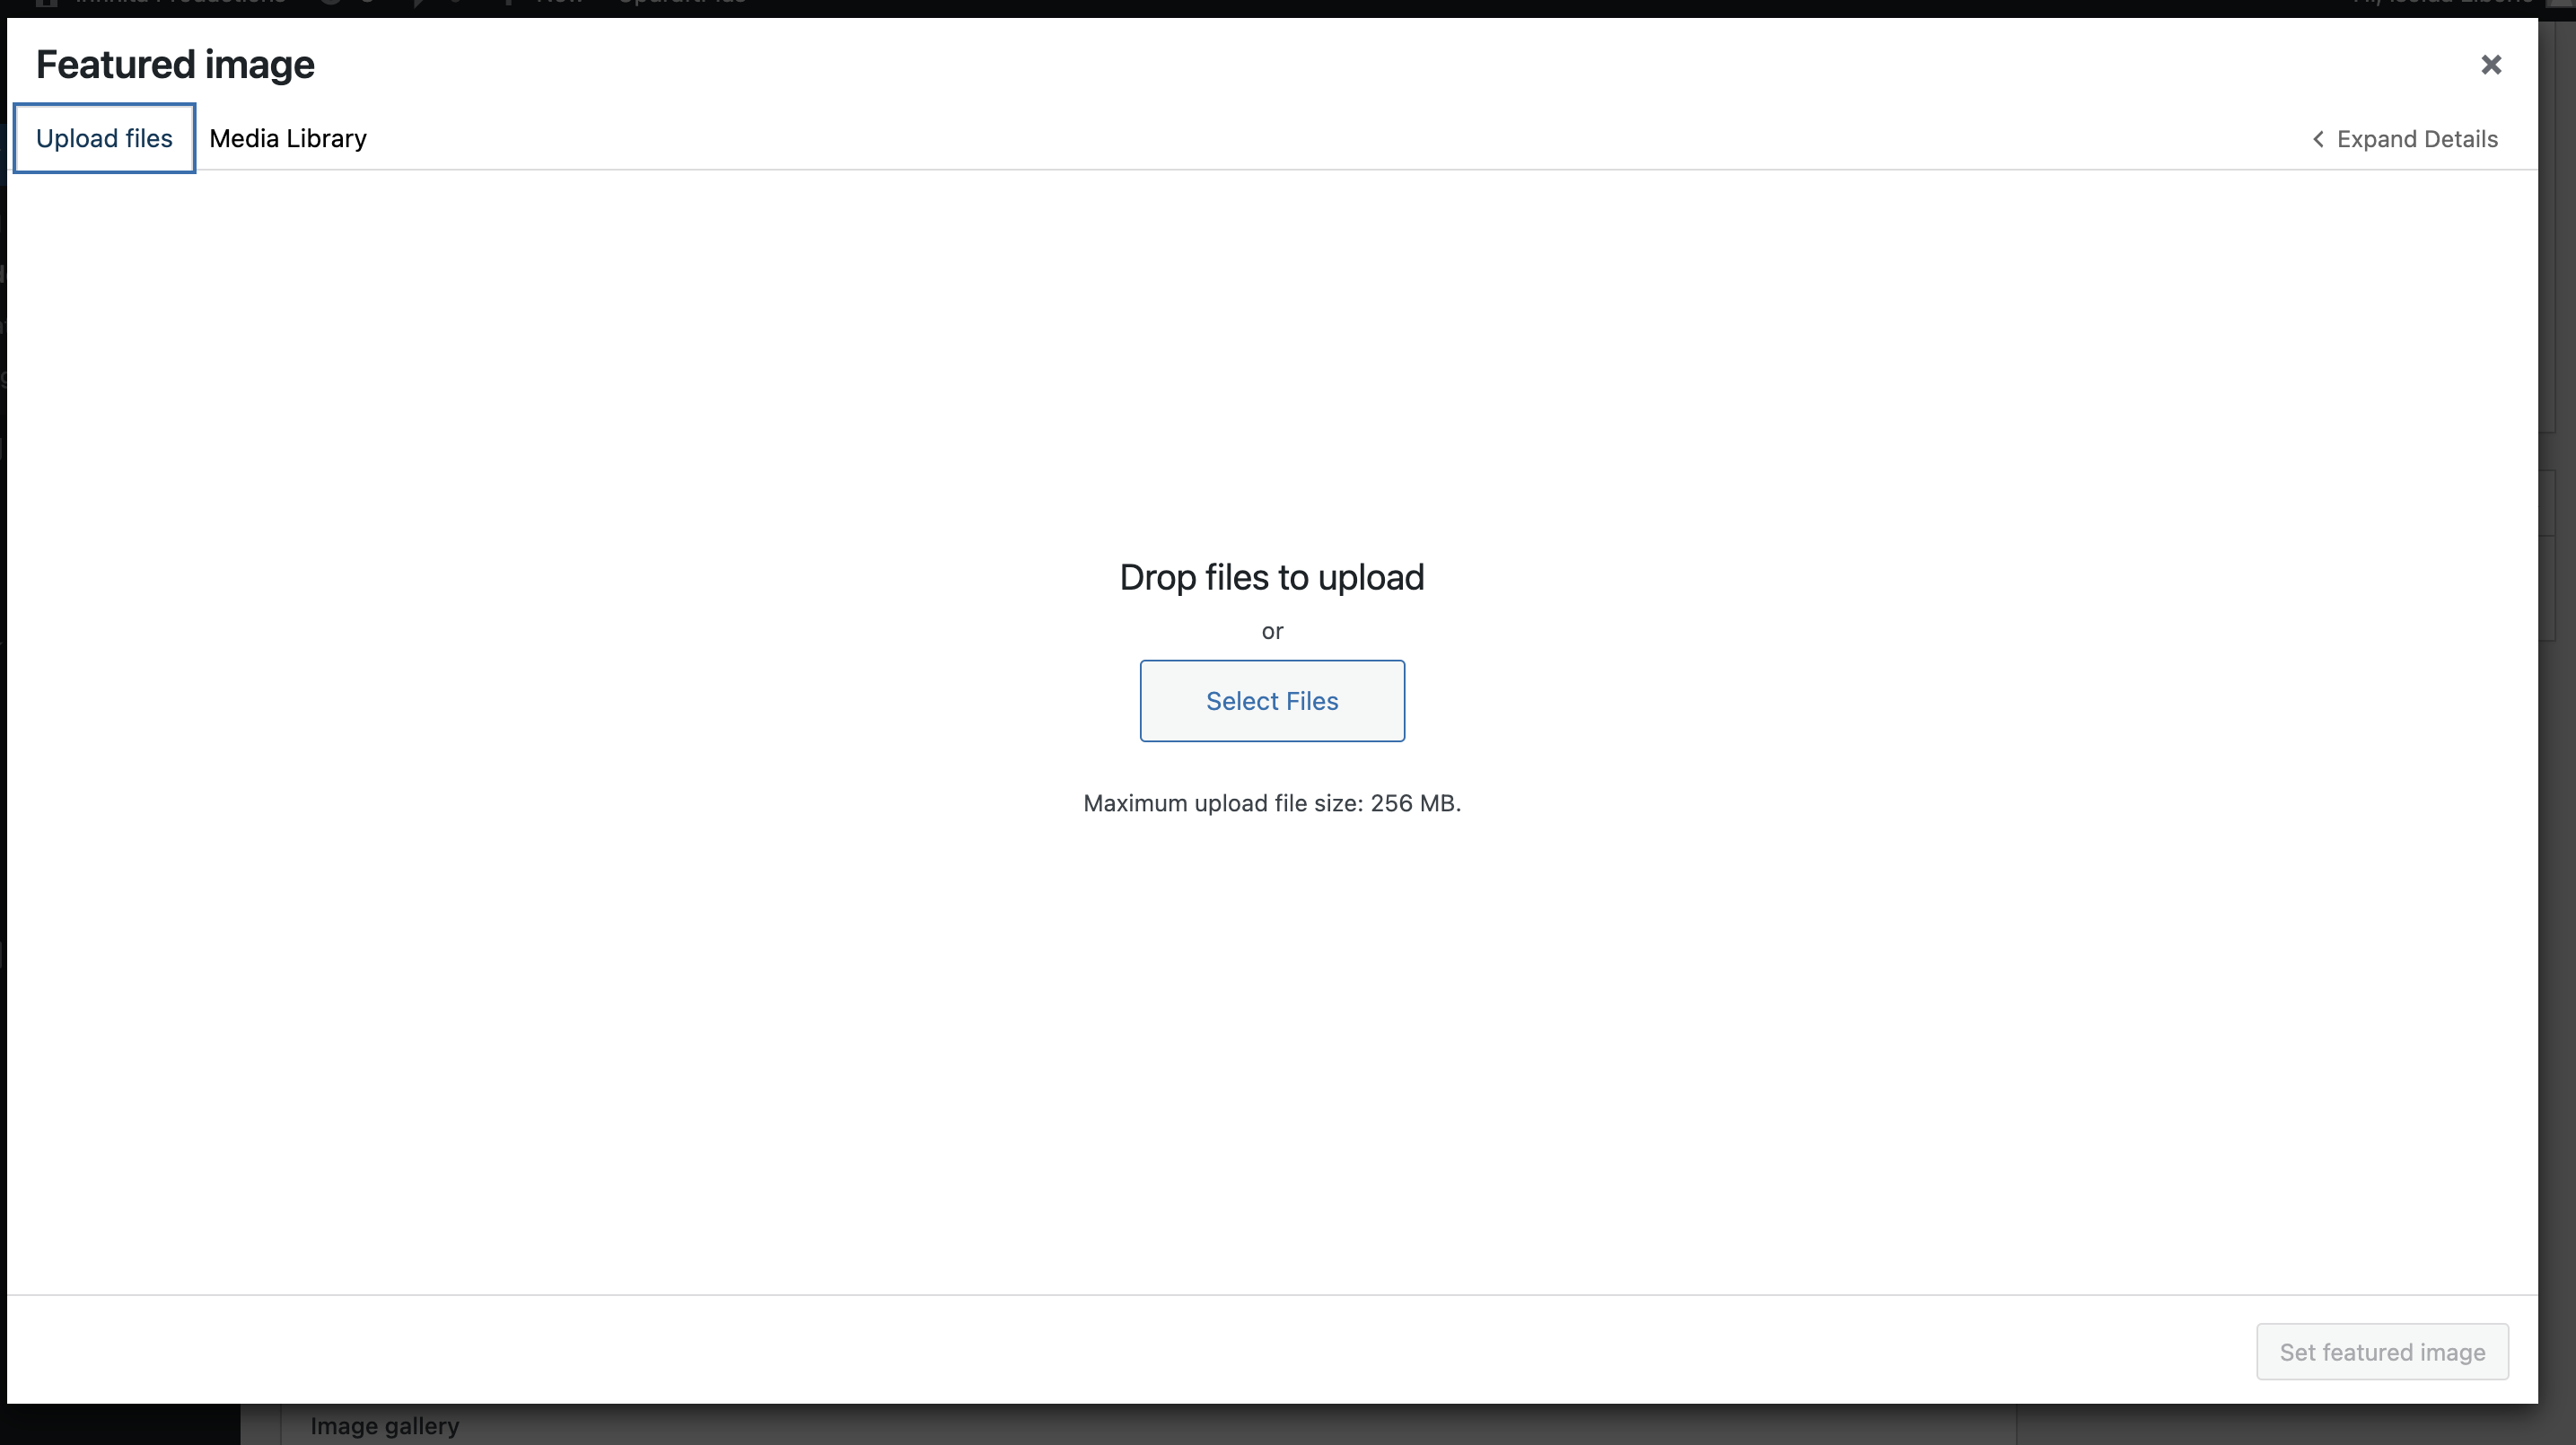 Featured image
Upload files
Media Library
Expand Details
Drop files to upload
or
Select Files
Maximum upload file size: 256 MB.
Set featured image
Image gallery